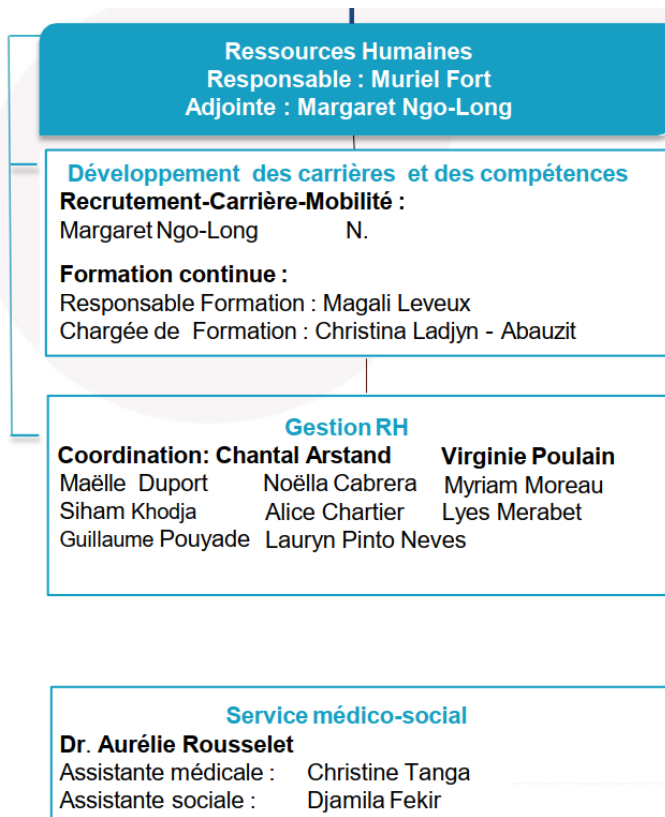 Ressources Humaines
Responsable : Muriel Fort
Adjointe : Margaret Ngo-Long
Développement des carrières et des compétences
Recrutement-Carrière-Mobilité :
Margaret Ngo-Long N.
Formation continue :
Responsable Formation : Magali Leveux
Chargée de Formation : Christina Ladjyn - Abauzit
Gestion RH
Coordination: Chantal Arstand Virginie Poulain
Maëlle Duport Noëlla Cabrera Myriam Moreau
Siham Khodja Alice Chartier Lyes Merabet
Guillaume Pouyade Lauryn Pinto Neves
Service médico-social
Dr. Aurélie Rousselet
Assistante médicale : Christine Tanga
Assistante sociale : Djamila Fekir